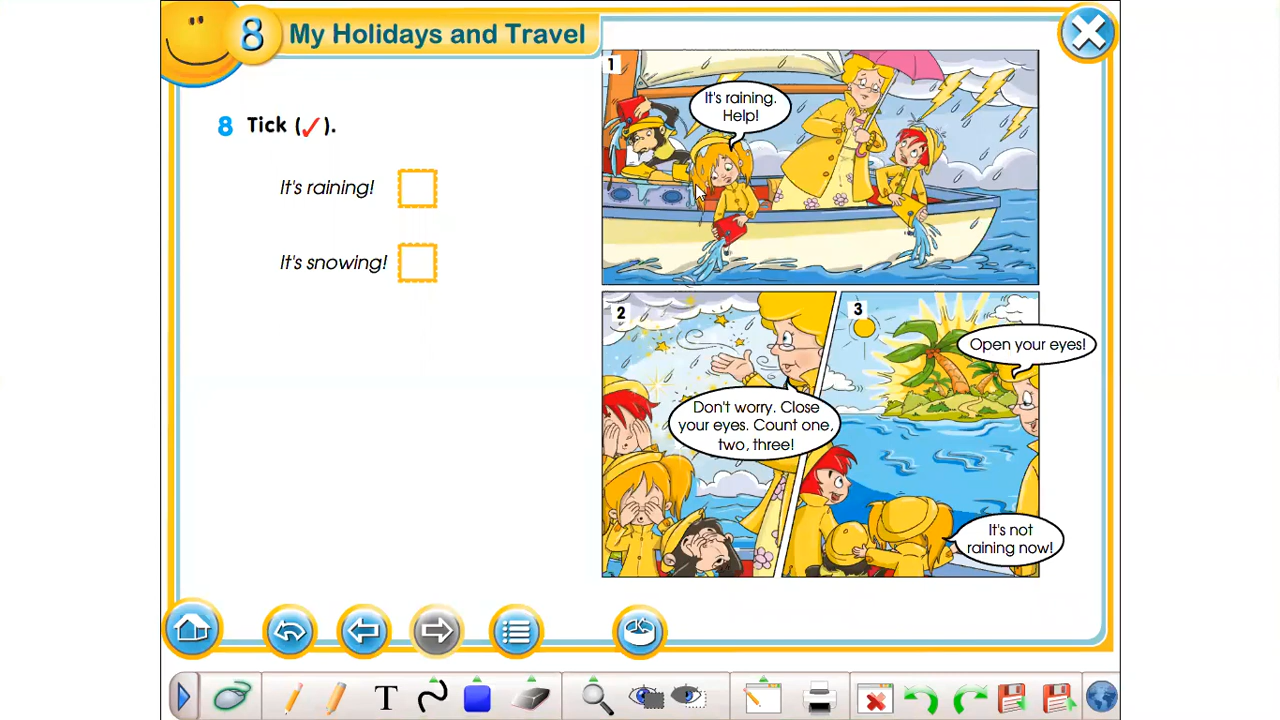 8 My Holidays and Travel
8 Tick (✓).
It's raining!
It's snowing!
1
It's raining.
Help!
2
Don't worry. Close
your eyes. Count one,
two, three!
3
Open your eyes!
It's not
raining now!
T